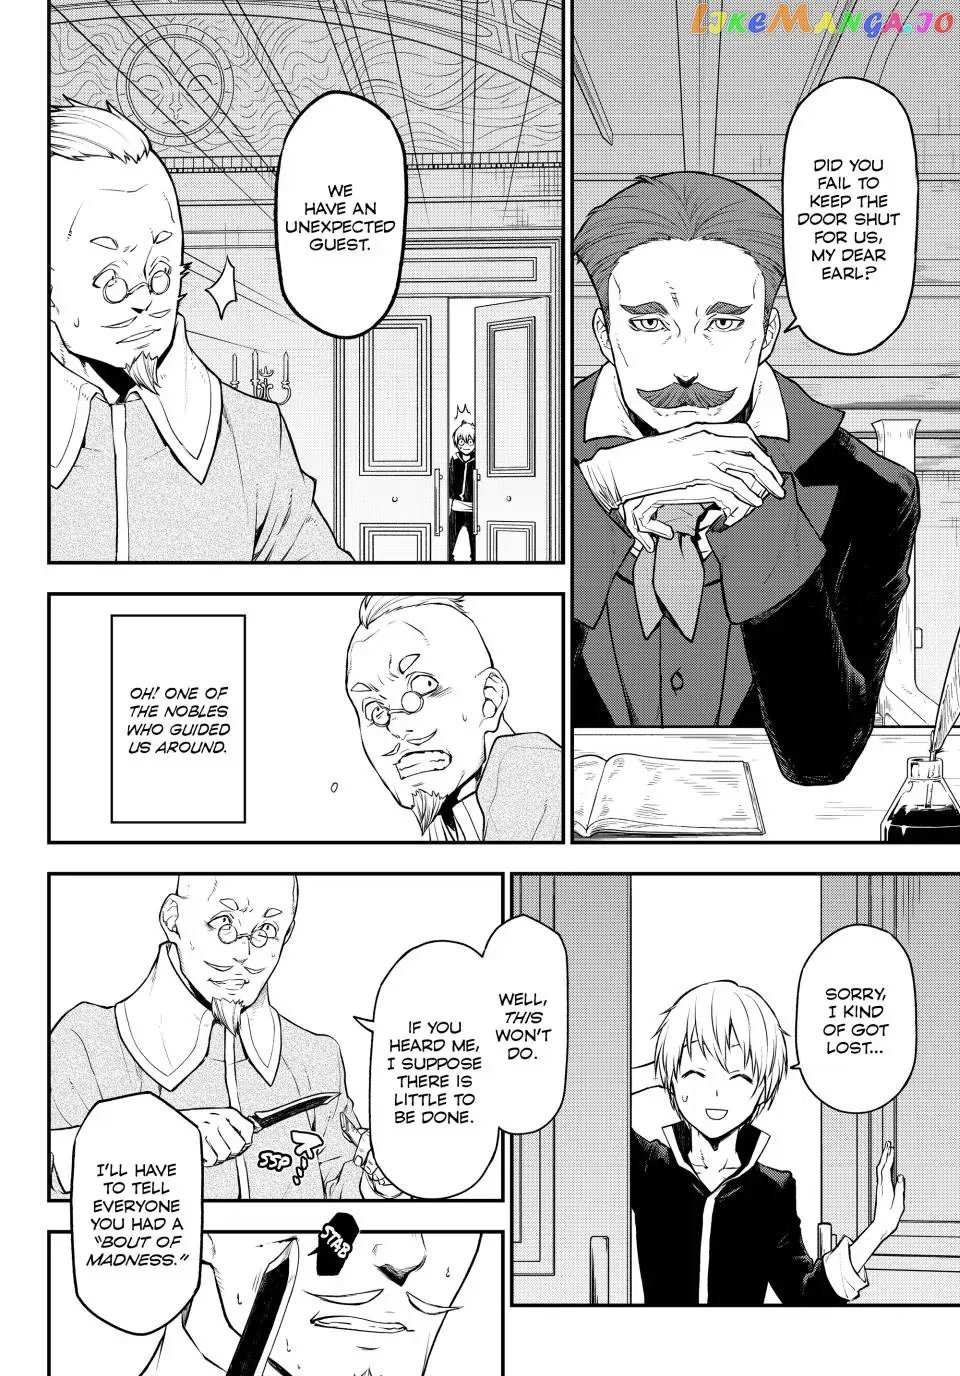 LIKEMANGA.IO
DID YOU
FAIL TO
KEEP THE
DOOR SHUT
FOR US,
MY DEAR
EARL?
WE
HAVE AN
UNEXPECTED
GUEST.
OH! ONE OF
THE NOBLES
WHO GUIDED
US AROUND.
SORRY,
I KIND
OF GOT
LOST...
WELL,
THIS
WON'T
DO.
IF YOU
HEARD ME,
I SUPPOSE
THERE IS
LITTLE TO
BE DONE.
SSP
I'LL HAVE
TO TELL
EVERYONE
YOU HAD A
"BOUT OF
MADNESS."
STAB